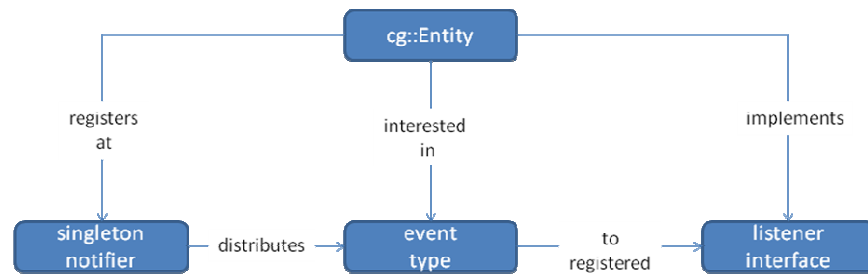 cg::Entity
registers
at
interested
in
implements
singleton
notifier
distributes
event
type
to
registered
listener
interface